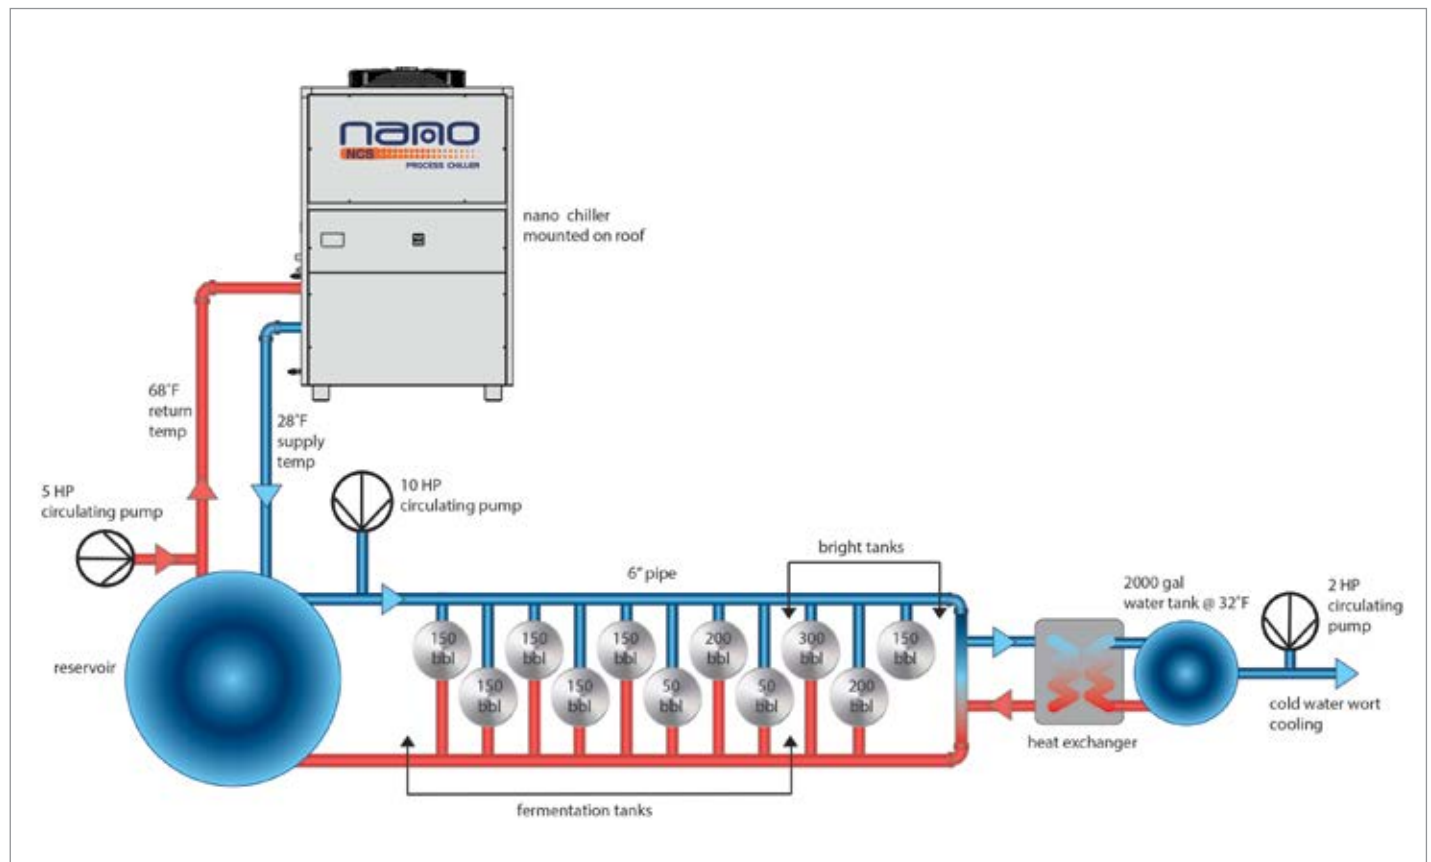 nano
NCS
PROCESS CHILLER
nano chiller
mounted on roof
68°F
return
temp
28°F
supply
temp
5 HP
circulating pump
10 HP
circulating pump
6" pipe
bright tanks
2000 gal
water tank @ 32°F
2 HP
circulating
pump
reservoir
150
bbl
150
bbl
150
bbl
200
bbl
300
bbl
150
bbl
150
bbl
150
bbl
50
bbl
50
bbl
200
bbl
cold water wort
cooling
heat exchanger
fermentation tanks